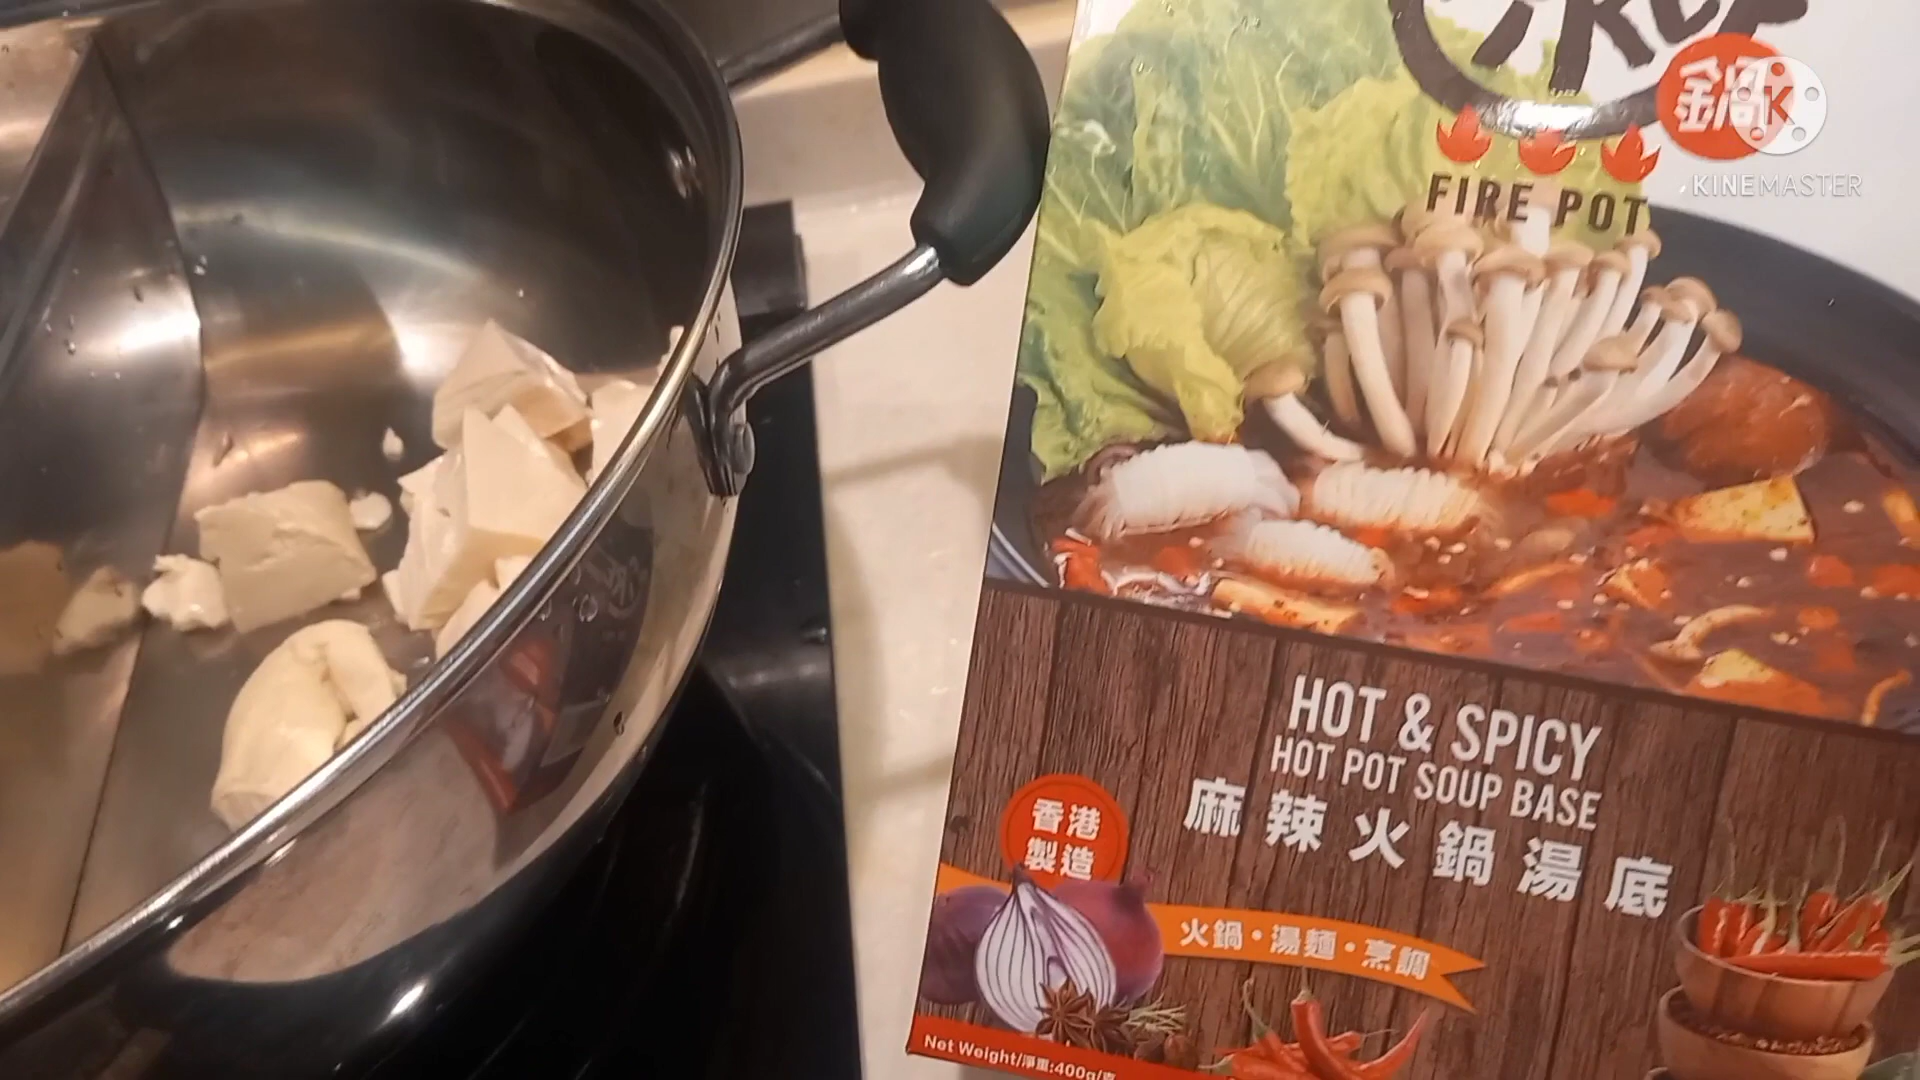 鍋
K
KINEMASTER
FIRE POT
HOT & SPICY
HOT POT SOUP BASE
麻辣火鍋湯底
香港
製造
火鍋・湯麵・烹調
Net Weight/淨重:400g/克